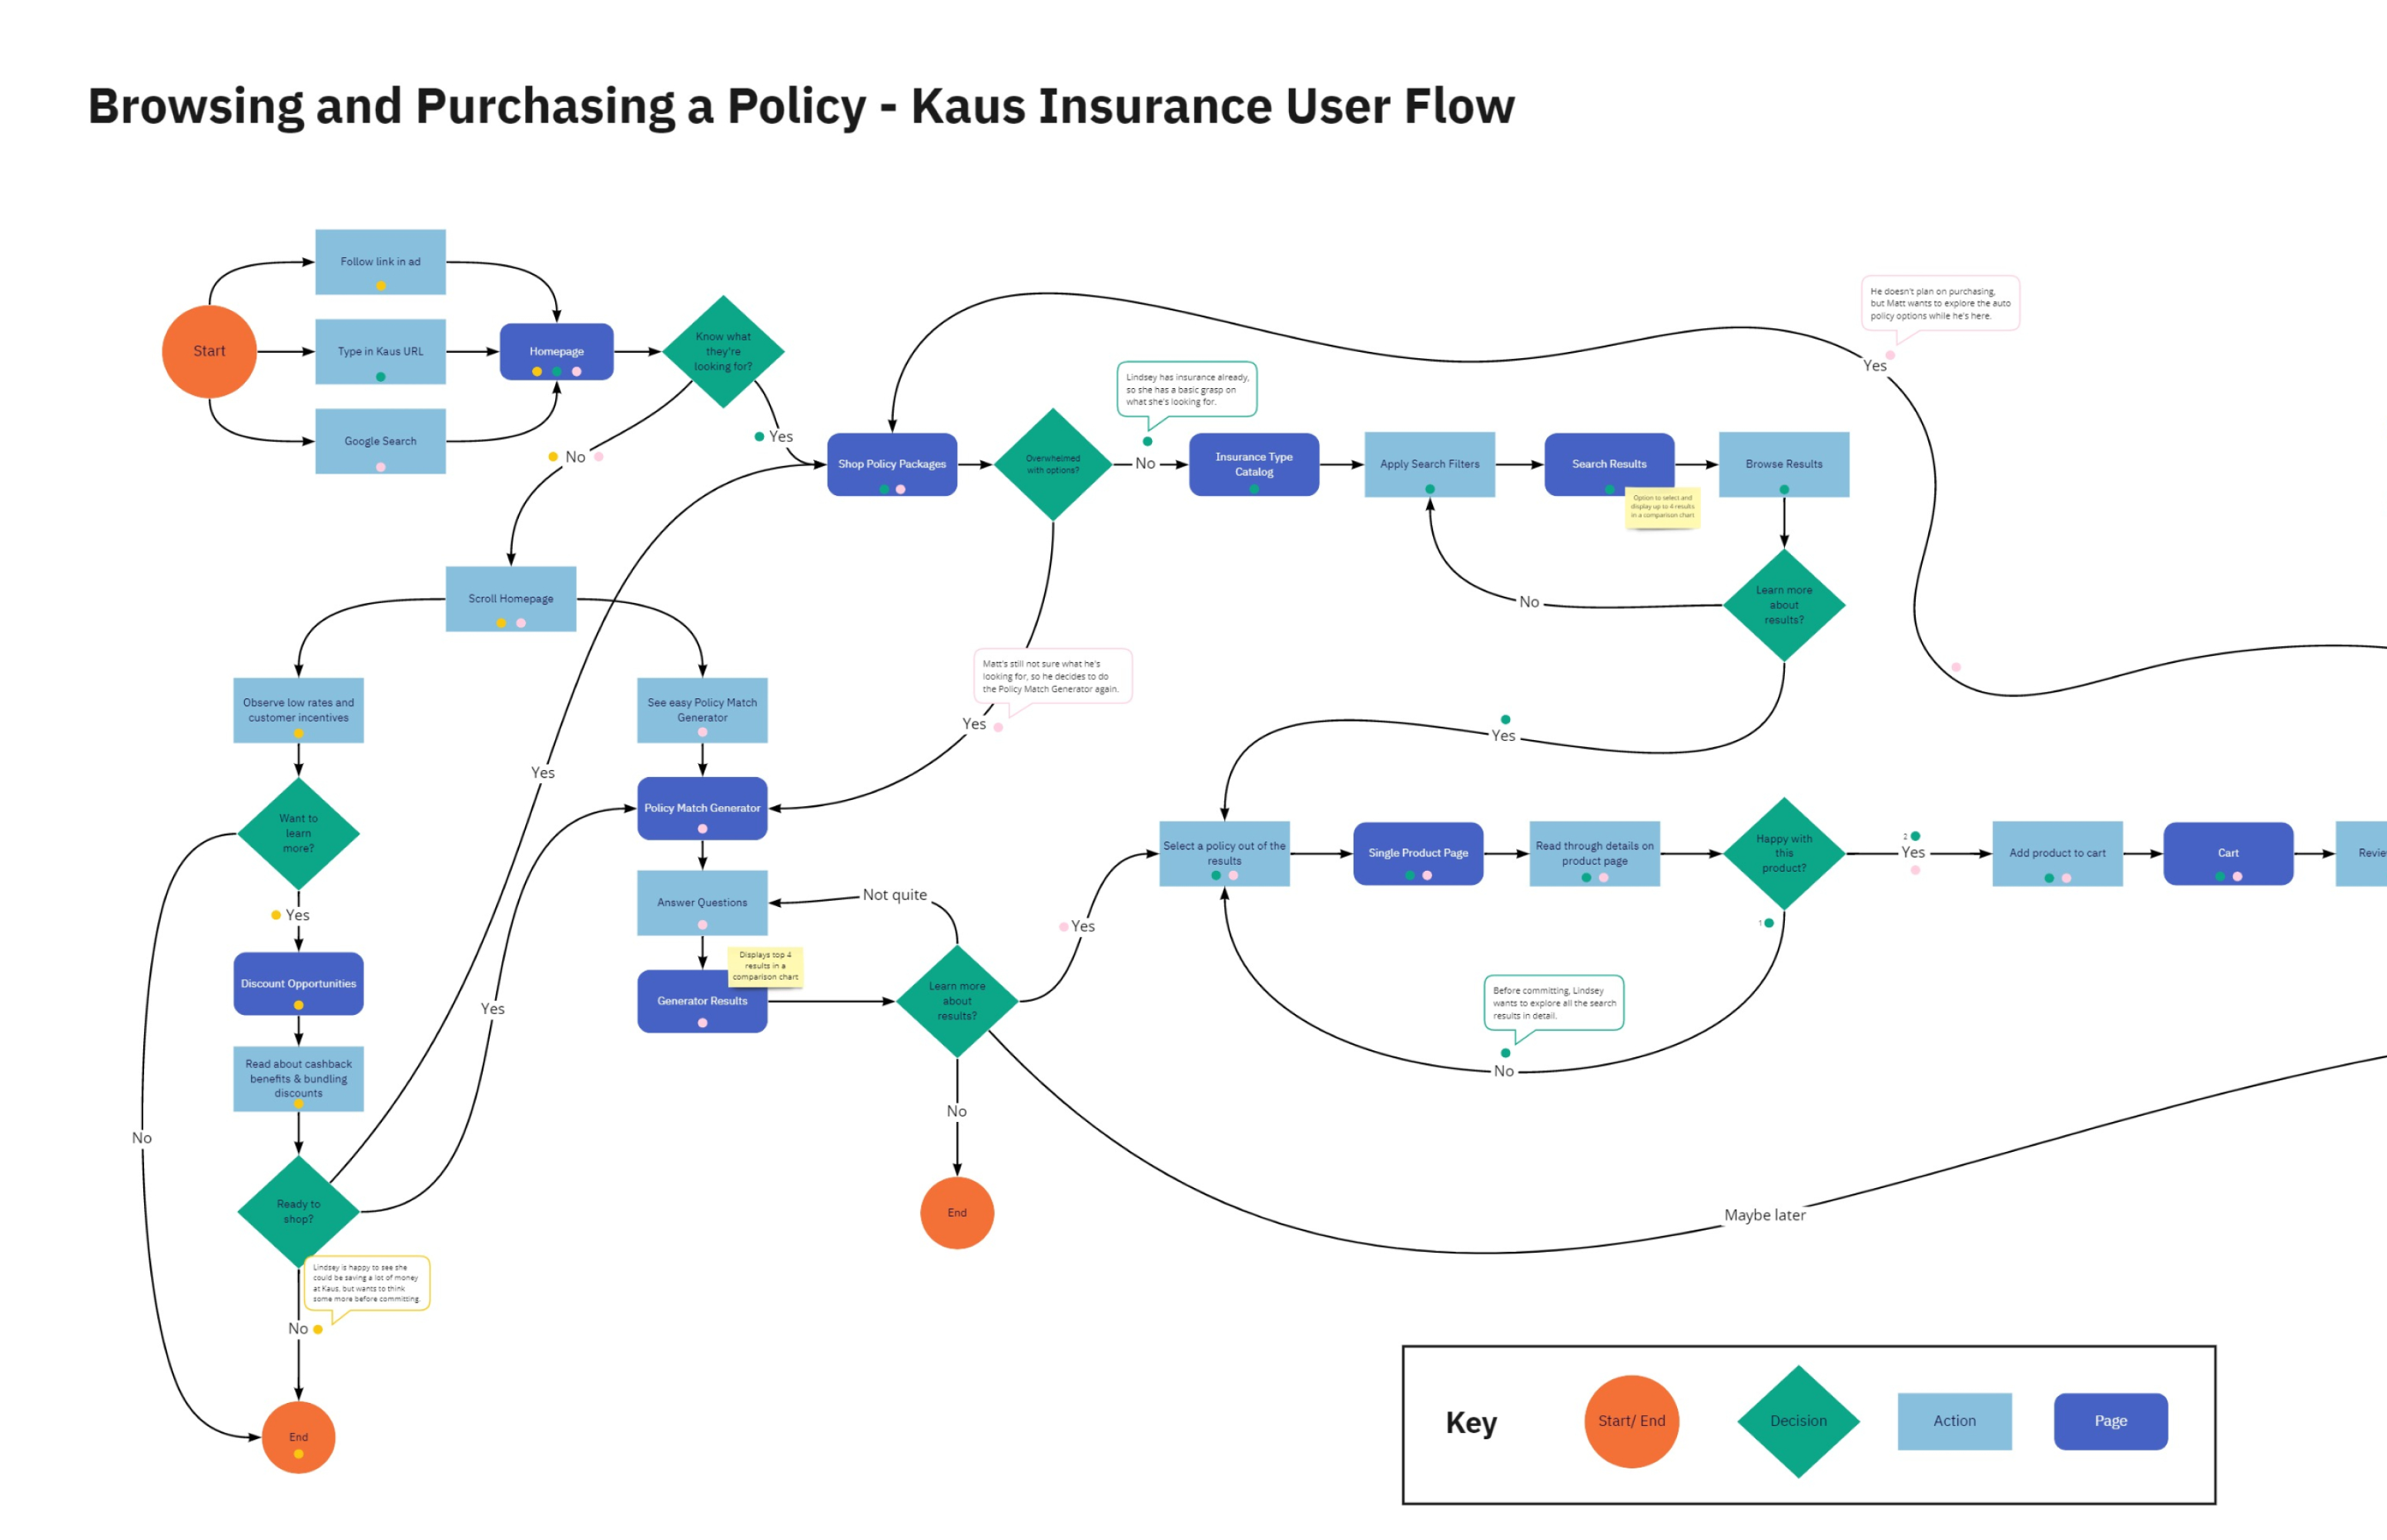 Browsing and Purchasing a Policy - Kaus Insurance User Flow
Follow link in ad
Start
Type in Kaus URL
Google Search
Homepage
Know what
they're
looking for?
Yes
No
Shop Policy Packages
Overwhelmed
with options?
Lindsey has insurance already,
so she has a basic grasp on
what she's looking for.
No
Insurance Type
Catalog
Apply Search Filters
Search Results
Option to select and
display up to 4 results
in a comparison chart
Browse Results
He doesn't plan on purchasing,
but Matt wants to explore the auto
policy options while he's here.
Yes
Learn more
about
results?
No
Yes
Scroll Homepage
Observe low rates and
customer incentives
See easy Policy Match
Generator
Matt's still not sure what he's
looking for, so he decides to do
the Policy Match Generator again.
Yes
Yes
Policy Match Generator
Want to
learn
more?
Yes
Answer Questions
Not quite
Displays top 4
results in a
comparison chart
Generator Results
Learn more
about
results?
Yes
Select a policy out of the
results
Single Product Page
Read through details on
product page
Happy with
this
product?
2
Yes
1
Add product to cart
Cart
Revie
Before committing, Lindsey
wants to explore all the search
results in detail.
No
Discount Opportunities
Yes
Read about cashback
benefits & bundling
discounts
No
No
End
Maybe later
Ready to
shop?
Lindsey is happy to see she
could be saving a lot of money
at Kaus, but wants to think
some more before committing.
No
End
Key
Start/ End
Decision
Action
Page